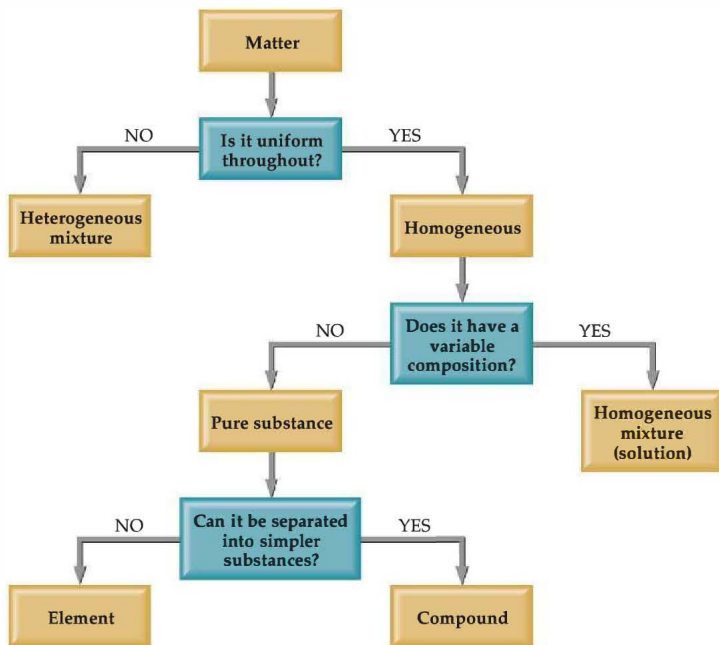 Matter
NO
Is it uniform
throughout?
YES
Heterogeneous
mixture
Homogeneous
NO
Does it have a
variable
composition?
YES
Pure substance
Homogeneous
mixture
(solution)
NO
Can it be separated
into simpler
substances?
YES
Element
Compound